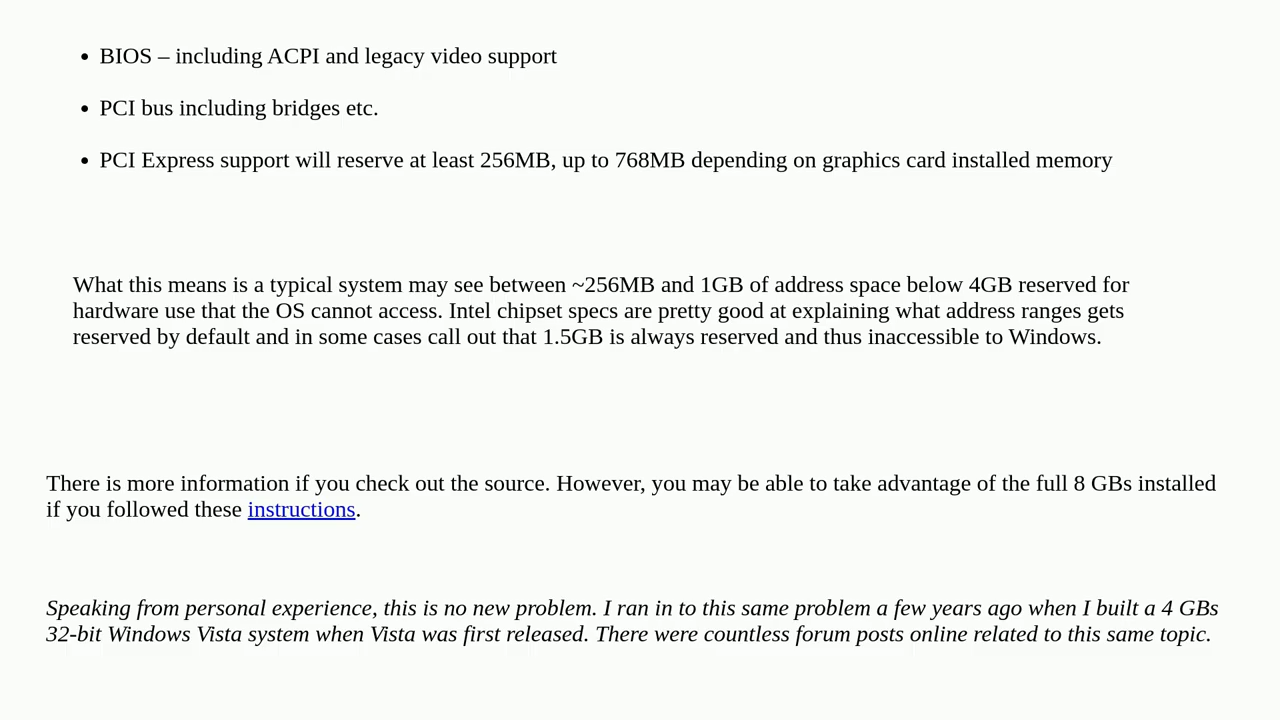 • BIOS – including ACPI and legacy video support
• PCI bus including bridges etc.
• PCI Express support will reserve at least 256MB, up to 768MB depending on graphics card installed memory
What this means is a typical system may see between ~256MB and 1GB of address space below 4GB reserved for
hardware use that the OS cannot access. Intel chipset specs are pretty good at explaining what address ranges gets
reserved by default and in some cases call out that 1.5GB is always reserved and thus inaccessible to Windows.
There is more information if you check out the source. However, you may be able to take advantage of the full 8 GBs installed
if you followed these instructions.
Speaking from personal experience, this is no new problem. I ran in to this same problem a few years ago when I built a 4 GBs
32-bit Windows Vista system when Vista was first released. There were countless forum posts online related to this same topic.